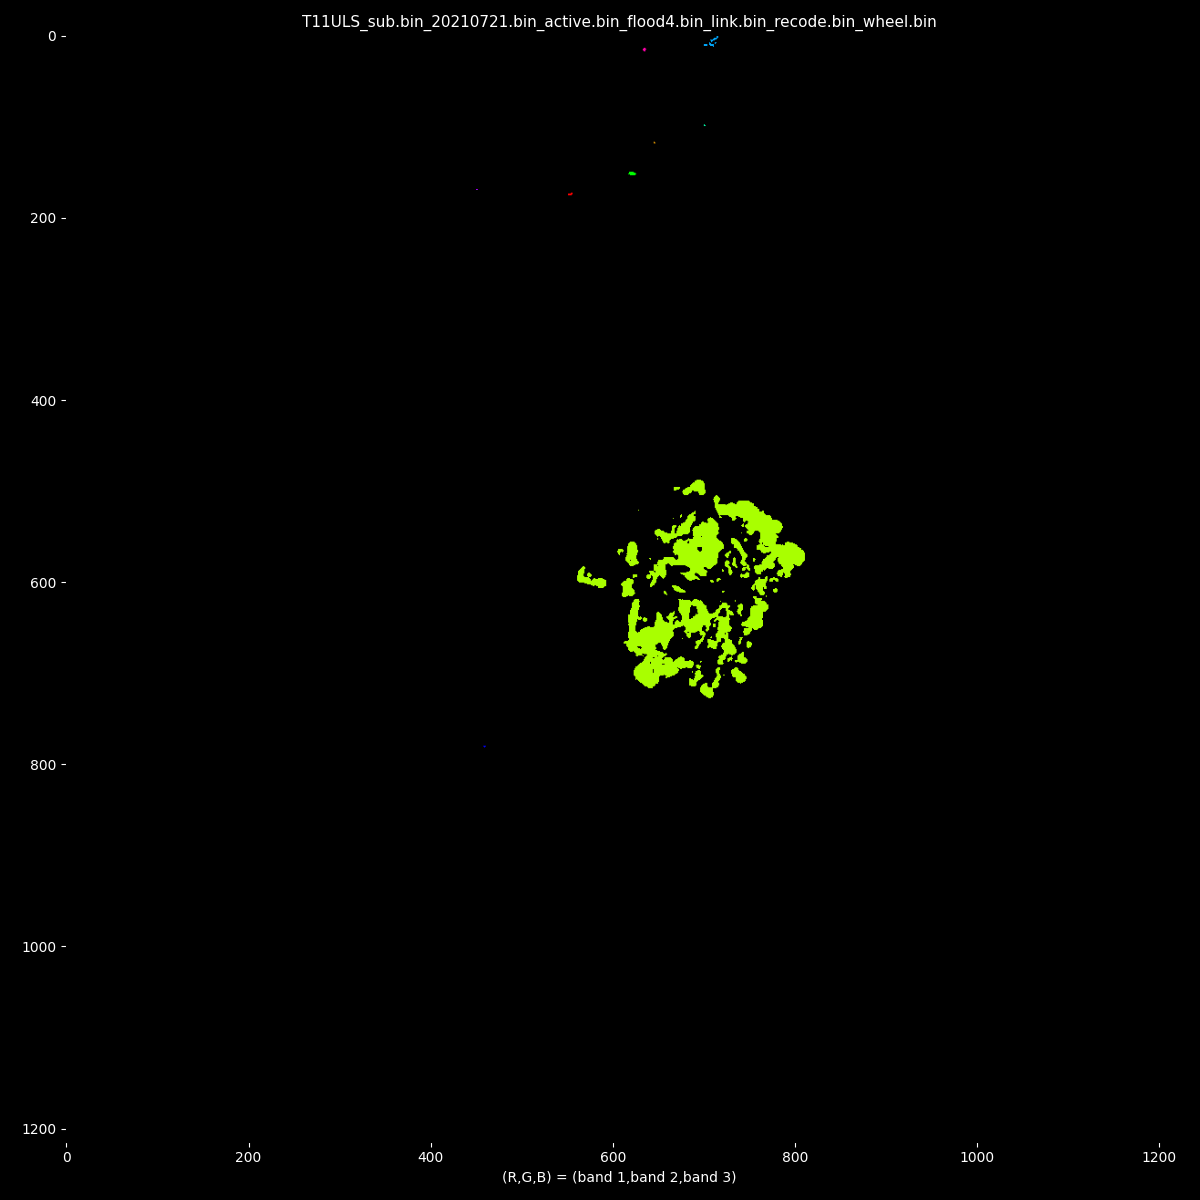 T11ULS_sub.bin_20210721.bin_active.bin_flood4.bin_link.bin_recode.bin_wheel.bin
0
200
400
600
800
1000
1200
0 200 400 600 800 1000 1200
(R,G,B) = (band 1,band 2,band 3)